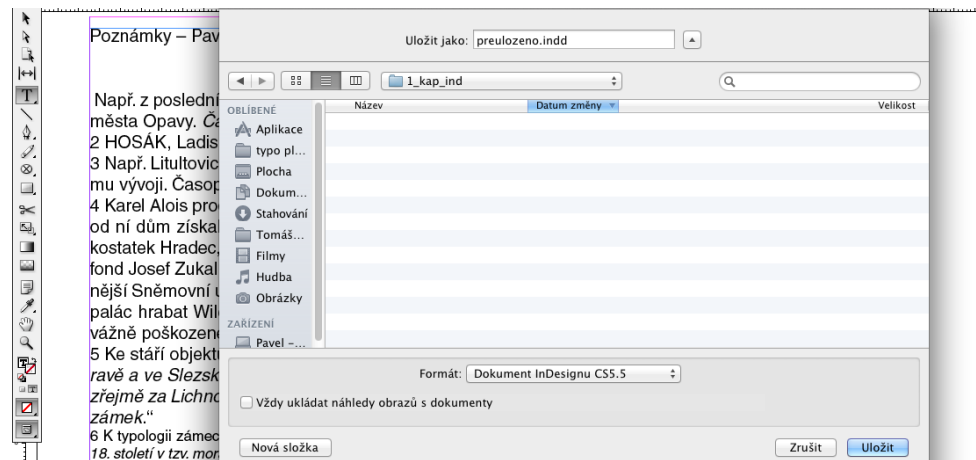 Poznámky – Pav
Např. z poslední
města Opavy. Ča
2 HOSÁK, Ladis
3 Např. Litultovic
mu vývoji. Časop
4 Karel Alois pro
od ní dům získal
kostatek Hradec,
fond Josef Zukal
nější Sněmovní u
palác hrabat Wil
vážně poškozen
5 Ke stáří objektu
ravě a ve Slezsk
zřejmě za Lichno
zámek.“
6 K typologii zámec
18. století v tzv. mor
Uložit jako: preulozeno.indd
1_kap_ind
Název Datum změny Velikost
OBLÍBENÉ
Aplikace
typo pl...
Plocha
Dokum...
Stahování
Tomáš...
Filmy
Hudba
Obrázky
ZAŘÍZENÍ
Pavel –...
Formát: Dokument InDesignu CS5.5
Vždy ukládat náhledy obrazů s dokumenty
Nová složka Zrušit Uložit